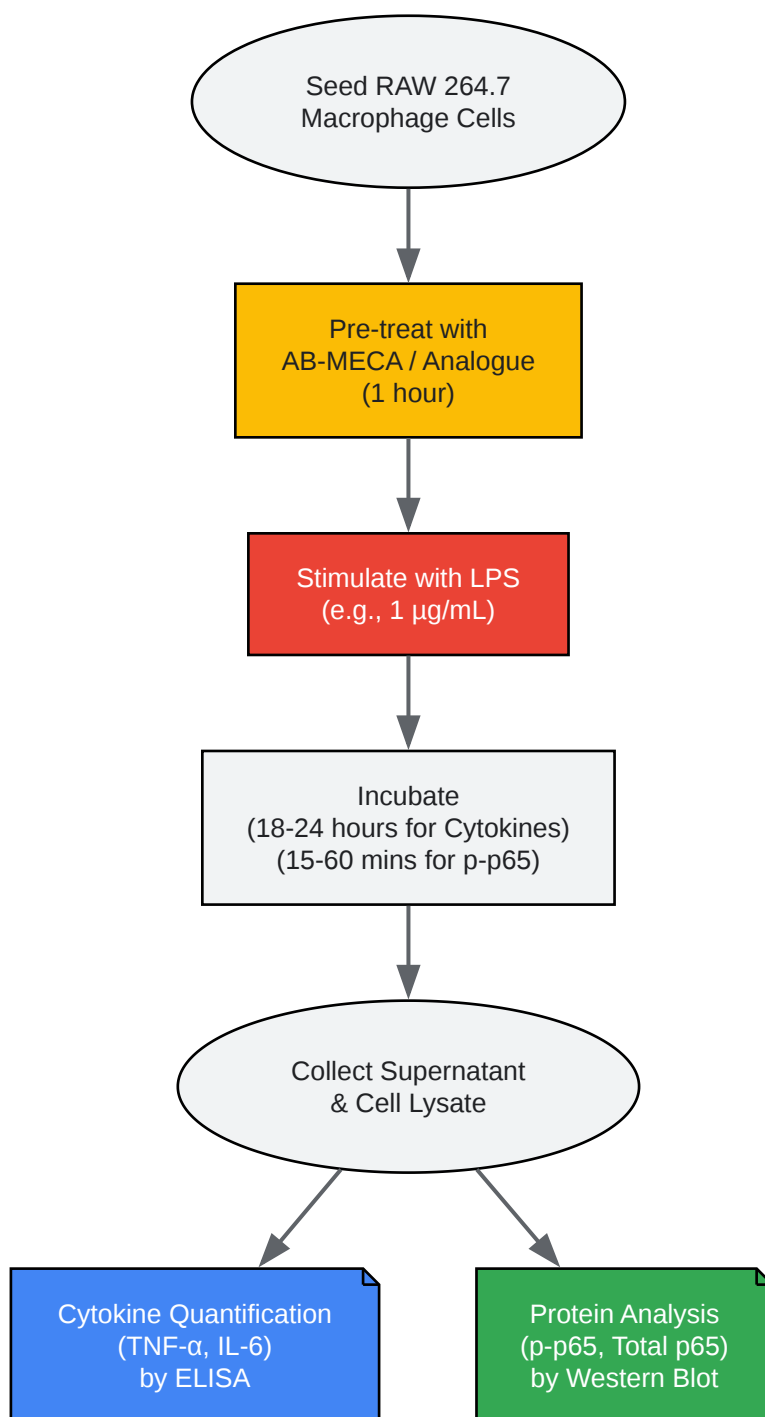 Seed RAW 264.7
Macrophage Cells
Pre-treat with
AB-MECA / Analogue
(1 hour)
Stimulate with LPS
(e.g., 1 µg/mL)
Incubate
(18-24 hours for Cytokines)
(15-60 mins for p-p65)
Collect Supernatant
& Cell Lysate
Cytokine Quantification
(TNF-α, IL-6)
by ELISA
Protein Analysis
(p-p65, Total p65)
by Western Blot